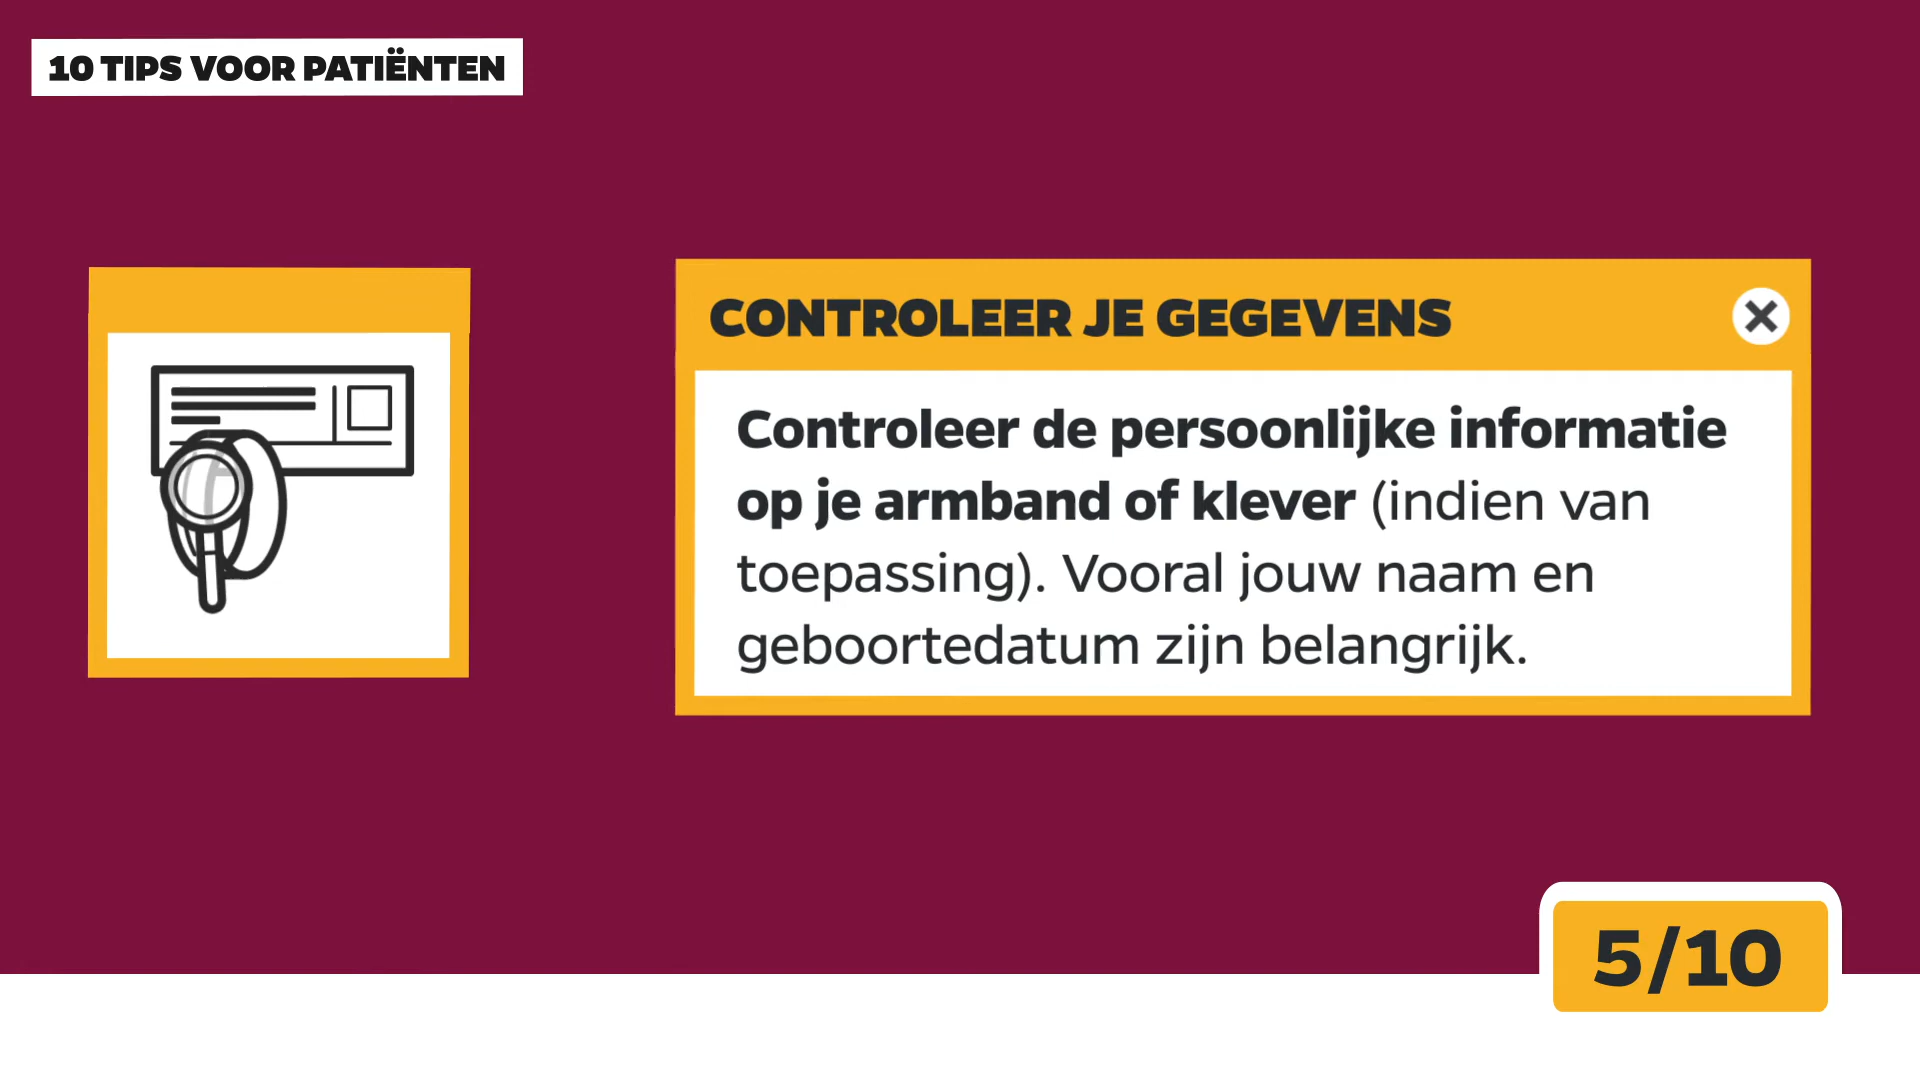 10 TIPS VOOR PATIËNTEN
CONTROLEER JE GEGEVENS
Controleer de persoonlijke informatie
op je armband of klever (indien van
toepassing). Vooral jouw naam en
geboortedatum zijn belangrijk.
5/10